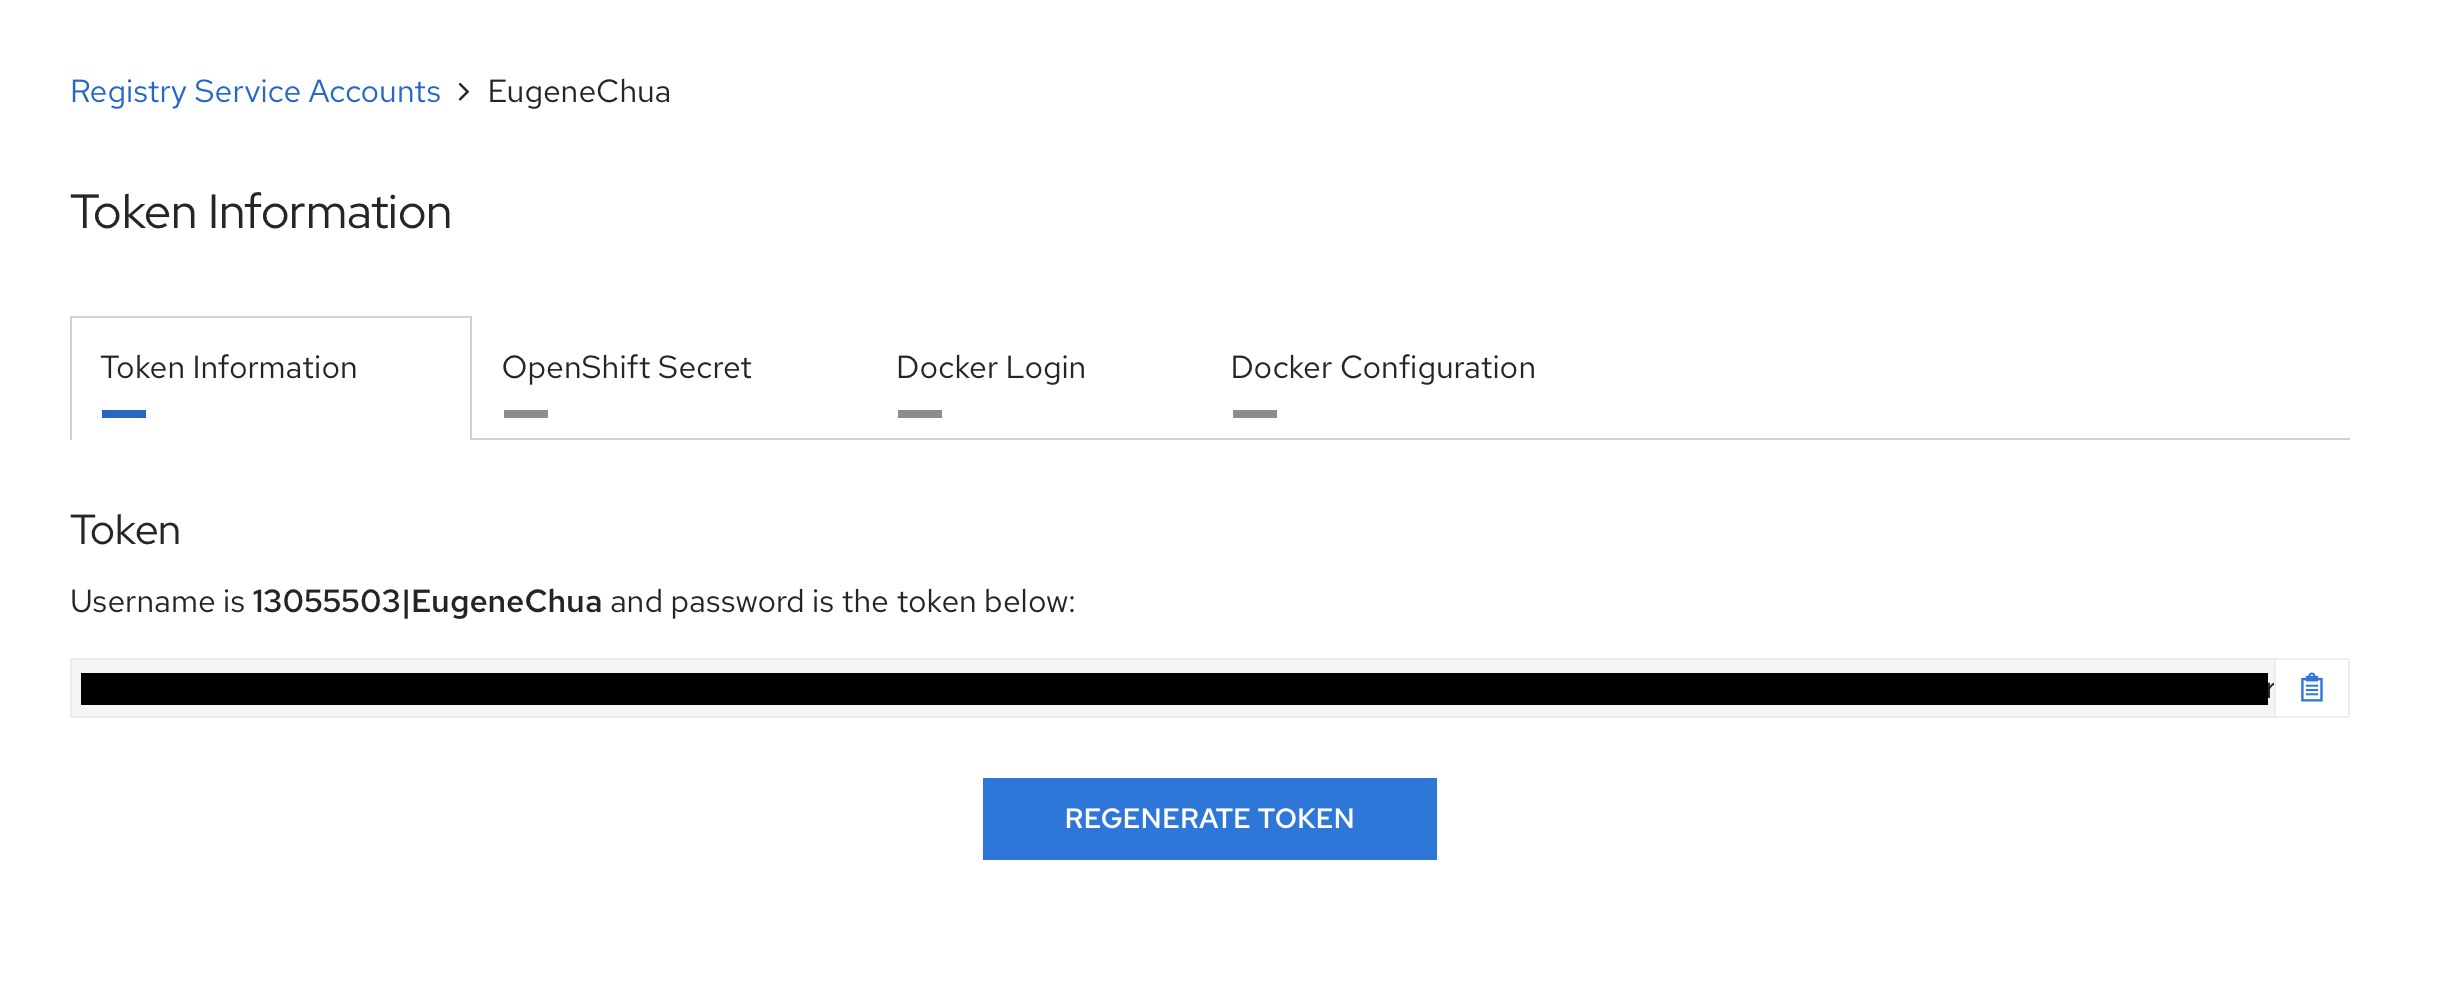 Registry Service Accounts > EugeneChua
Token Information
Token Information OpenShift Secret Docker Login Docker Configuration
Token
Username is 13055503|EugeneChua and password is the token below:
REGENERATE TOKEN